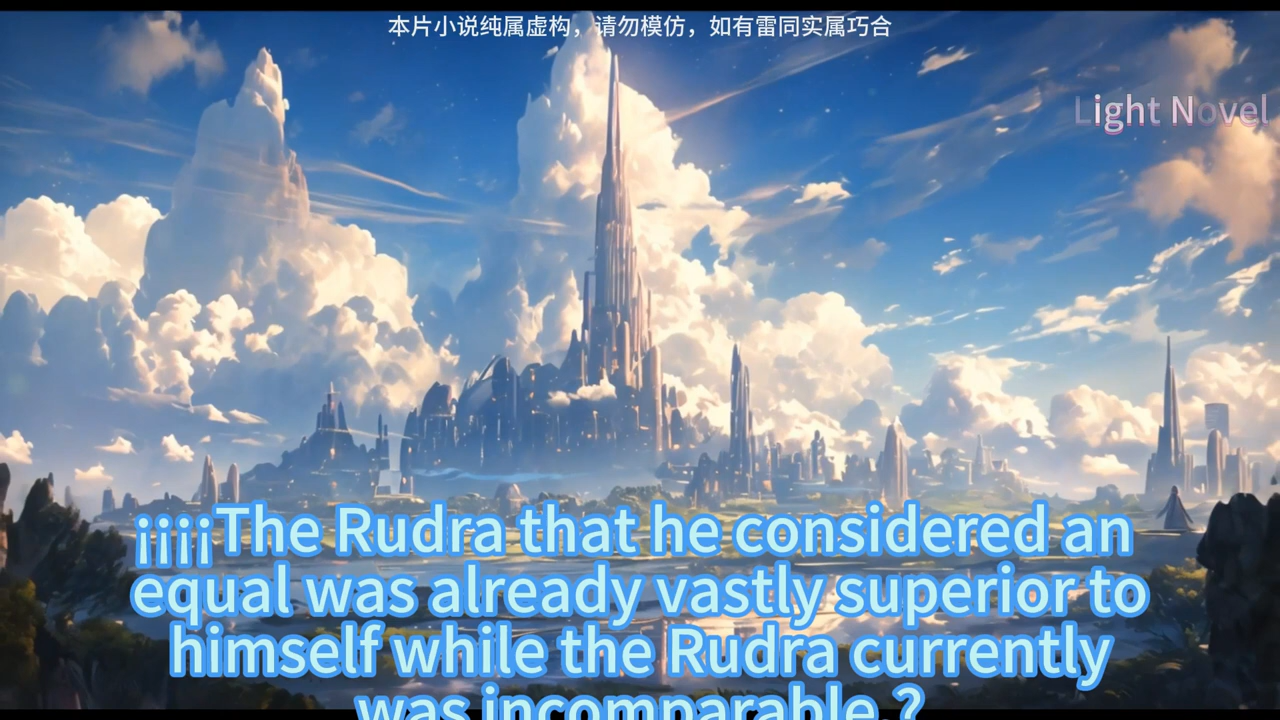 本片小说纯属虚构，请勿模仿，如有雷同实属巧合
Light Novel
¡¡¡¡The Rudra that he considered an
equal was already vastly superior to
himself while the Rudra currently
was incomparable.?